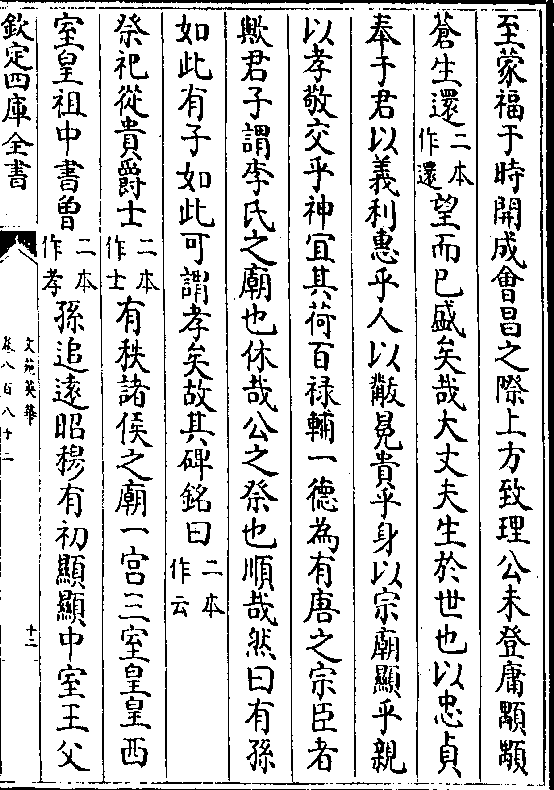 至蒙福于時開成會昌之際上方致理公未登庸顒顒
蒼生還二本作還望而已盛矣哉大丈夫生於世也以忠貞
奉于君以義利惠乎人以黻冕貴乎身以宗廟顯乎親
以孝敬交乎神宜其荷百祿輔一德為有唐之宗臣者
歟君子謂李氏之廟也休哉公之祭也順哉然曰有孫
如此有子如此可謂孝矣故其碑銘曰二本作云
祭祀從貴爵士二本作士有秩諸侯之廟一宮三室皇皇西
室皇祖中書曾二本作孝孫追遠昭穆有初顯顯中室王父
欽定四庫全書
文苑英華
卷八百八十二
十二